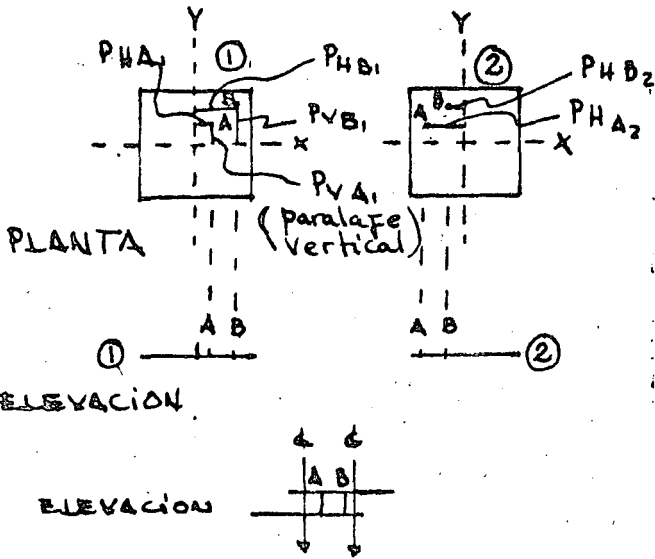 Y
Y
PHA1
①
PHB1
②
PHB2
B
A
PVB1
B
A
PHA2
X
X
PVA1
(paralaje
vertical)
PLANTA
A B
A B
①
②
ELEVACION
A B
ELEVACION